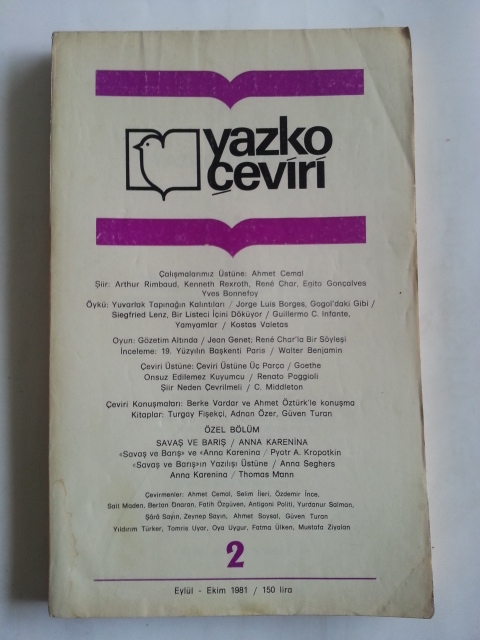 yazko
çeviri
Çalışmalarımız Üstüne: Ahmet Cemal
Şiir: Arthur Rimbaud, Kenneth Rexroth, René Char, Egito Gonçalves
Yves Bonnefoy
Öykü: Yuvarlak Tapınağın Kalıntıları / Jorge Luis Borges, Gogol'daki Gibi /
Siegfried Lenz, Bir Listeci İçini Döküyor / Guillermo C. Infante,
Yamyamlar / Kostas Valetas
Oyun: Gözetim Altında / Jean Genet; René Char'la Bir Söyleşi
İnceleme: 19. Yüzyılın Başkenti Paris / Walter Benjamin
Çeviri Üstüne: Çeviri Üstüne Üç Parça / Goethe
Onsuz Edilemez Kuyumcu / Renato Poggioli
Şiir Neden Çevrilmeli / C. Middleton
Çeviri Konuşmaları: Berke Vardar ve Ahmet Öztürk'le konuşma
Kitaplar: Turgay Fişekçi, Adnan Özer, Güven Turan
ÖZEL BÖLÜM
SAVAŞ VE BARIŞ / ANNA KARENİNA
«Savaş ve Barış» ve «Anna Karenina / Pyotr A. Kropotkin
«Savaş ve Barış»ın Yazılışı Üstüne / Anna Seghers
Anna Karenina / Thomas Mann
Çevirmenler: Ahmet Cemal, Selim İleri, Özdemir İnce,
Sait Maden, Bertan Onaran, Fatih Özgüven, Antigoni Politi, Yurdanur Salman,
Şârâ Sayın, Zeynep Sayın, Ahmet Soysal, Güven Turan
Yıldırım Türker, Tomris Uyar, Oya Uygur, Fatma Ülken, Mustafa Ziyalan
2
Eylül - Ekim 1981 / 150 lira